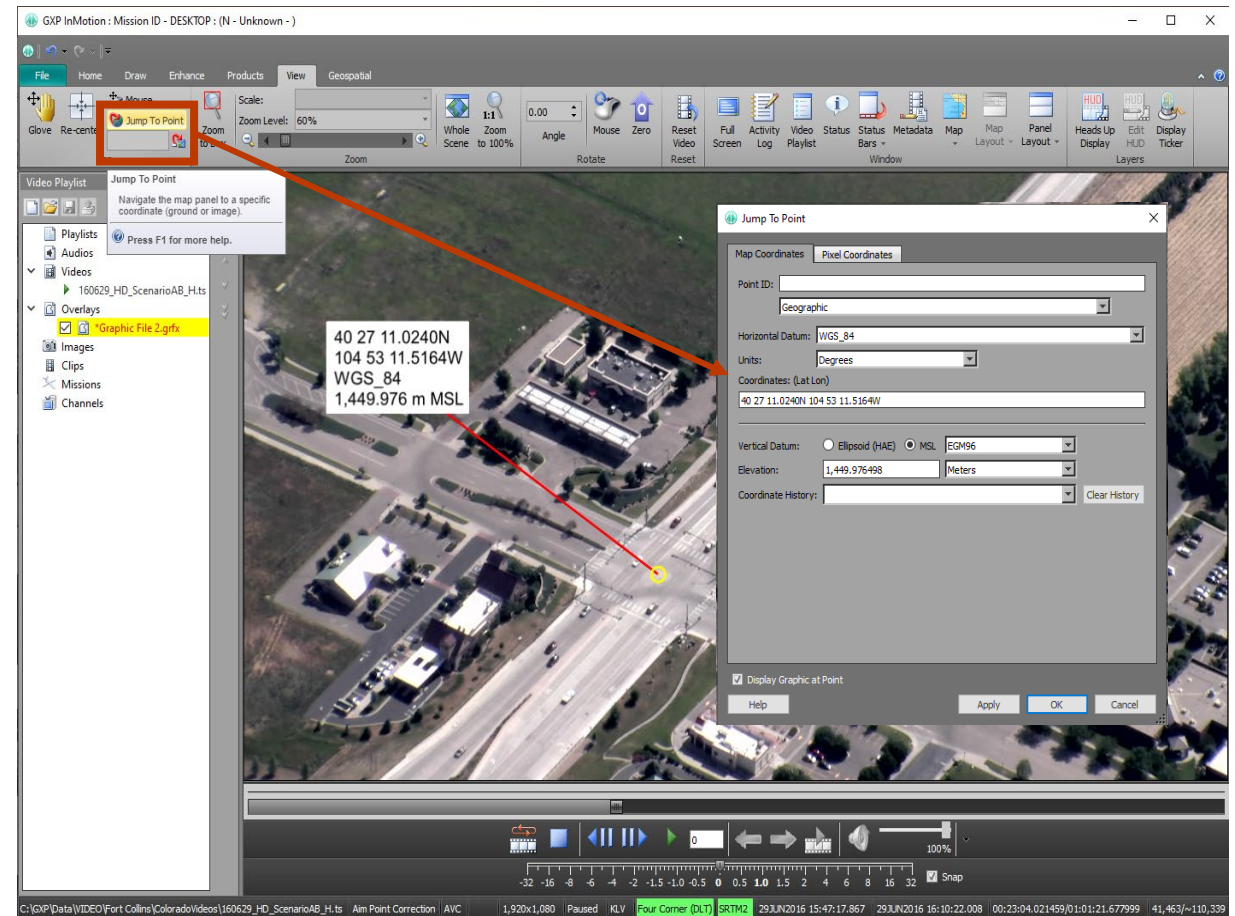 GXP InMotion : Mission ID - DESKTOP : (N - Unknown - )
File Home Draw Enhance Products View Geospatial
Glove
Re-cente
Mouse
Jump To Point
Zoom
Scale:
Zoom Level: 60%
Whole Scene
1:1
Zoom to 100%
Zoom
0.00
Angle
Mouse
Zero
Rotate
Reset Video
Reset
Full Screen
Activity Log
Video Playlist
Status
Status Bars
Metadata
Map
Map Layout
Panel Layout
Window
HUD
Heads Up Display
HUD
Edit HUD
Display Ticker
Layers
Video Playlist
Jump To Point
Navigate the map panel to a specific
coordinate (ground or image).
Press F1 for more help.
Playlists
Audios
Videos
160629_HD_ScenarioAB_H.ts
Overlays
*Graphic File 2.grfx
Images
Clips
Missions
Channels
40 27 11.0240N
104 53 11.5164W
WGS_84
1,449.976 m MSL
Jump To Point
Map Coordinates Pixel Coordinates
Point ID:
Geographic
Horizontal Datum: WGS_84
Units: Degrees
Coordinates: (Lat Lon)
40 27 11.0240N 104 53 11.5164W
Vertical Datum: Ellipsoid (HAE) MSL EGM96
Elevation: 1,449.976498 Meters
Coordinate History: Clear History
Display Graphic at Point
Help Apply OK Cancel
0
100%
-32 -16 -8 -6 -4 -2 -1.5 -1.0 -0.5 0 0.5 1.0 1.5 2 4 6 8 16 32 Snap
C:\GXP\Data\VIDEO\Fort Collins\ColoradoVideos\160629_HD_ScenarioAB_H.ts Aim Point Correction AVC 1,920x1,080 Paused KLV Four Corner (DLT) SRTM2 29JUN2016 15:47:17.867 29JUN2016 16:10:22.008 00:23:04.021459/01:01:21.677999 41,463/~110,339